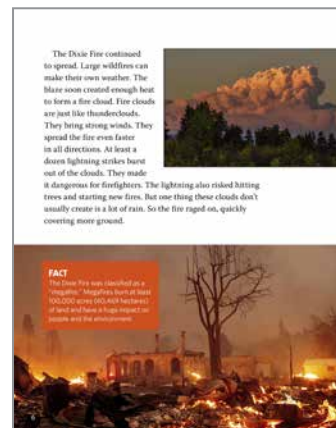 The Dixie Fire continued
to spread. Large wildfires can
make their own weather. The
blaze soon created enough heat
to form a fire cloud. Fire clouds
are just like thunderclouds.
They bring strong winds. They
spread the fire even faster
in all directions. At least a
dozen lightning strikes burst
out of the clouds. They made
it dangerous for firefighters. The lightning also risked hitting
trees and starting new fires. But one thing these clouds don't
usually create is a lot of rain. So the fire raged on, quickly
covering more ground.
FACT
The Dixie Fire was classified as a
"megafire." Megafires burn at least
100,000 acres (40,469 hectares)
of land and have a huge impact on
people and the environment.
6